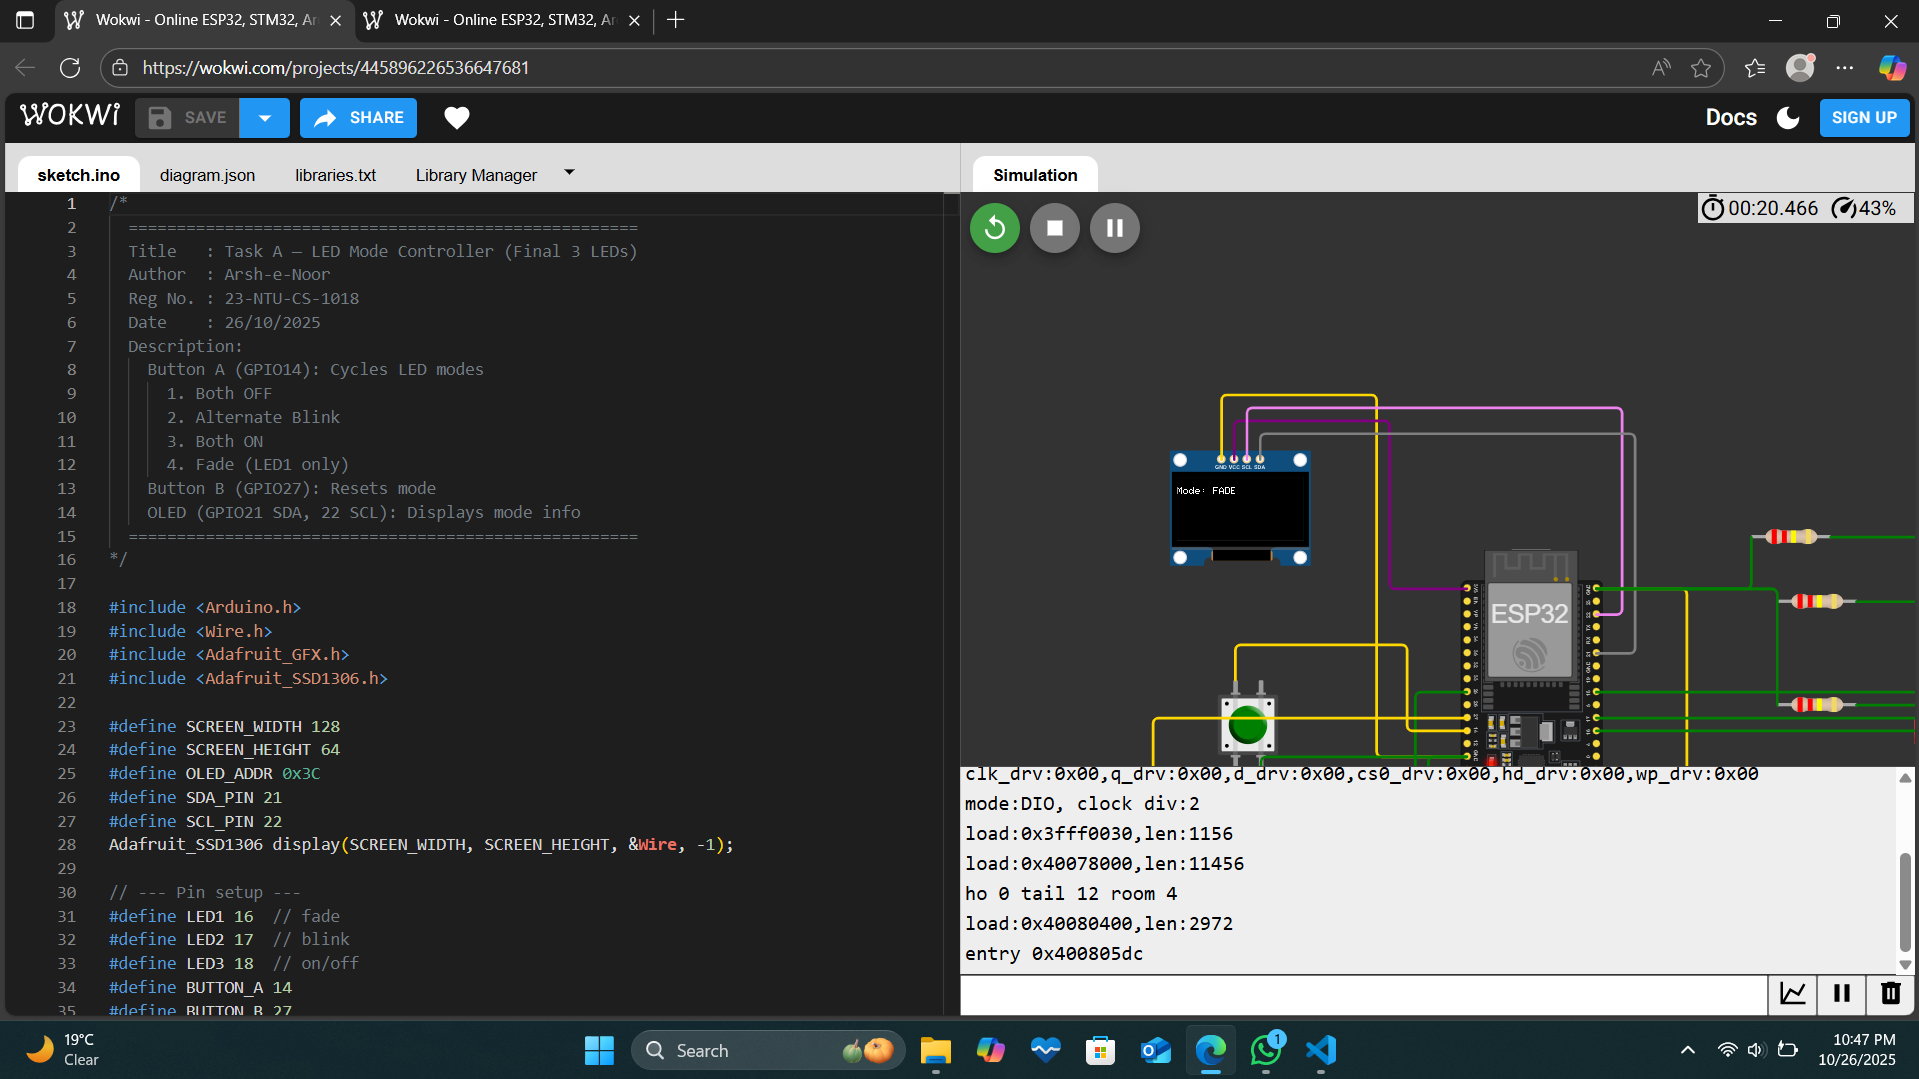 Wokwi - Online ESP32, STM32, Ar
Wokwi - Online ESP32, STM32, Ar
https://wokwi.com/projects/445896226536647681
WOKWi
SAVE
SHARE
Docs
SIGN UP
sketch.ino
diagram.json
libraries.txt
Library Manager
Simulation
1 /*
2 =====================================================
3 Title : Task A – LED Mode Controller (Final 3 LEDs)
4 Author : Arsh-e-Noor
5 Reg No. : 23-NTU-CS-1018
6 Date : 26/10/2025
7 Description:
8 Button A (GPIO14): Cycles LED modes
9 1. Both OFF
10 2. Alternate Blink
11 3. Both ON
12 4. Fade (LED1 only)
13 Button B (GPIO27): Resets mode
14 OLED (GPIO21 SDA, 22 SCL): Displays mode info
15 =====================================================
16 */
17
18 #include <Arduino.h>
19 #include <Wire.h>
20 #include <Adafruit_GFX.h>
21 #include <Adafruit_SSD1306.h>
22
23 #define SCREEN_WIDTH 128
24 #define SCREEN_HEIGHT 64
25 #define OLED_ADDR 0x3C
26 #define SDA_PIN 21
27 #define SCL_PIN 22
28 Adafruit_SSD1306 display(SCREEN_WIDTH, SCREEN_HEIGHT, &Wire, -1);
29
30 // --- Pin setup ---
31 #define LED1 16 // fade
32 #define LED2 17 // blink
33 #define LED3 18 // on/off
34 #define BUTTON_A 14
35 #define BUTTON_B 27
00:20.466
43%
GND VCC SCL SDA
Mode: FADE
ESP32
clk_drv:0x00,q_drv:0x00,d_drv:0x00,cs0_drv:0x00,hd_drv:0x00,wp_drv:0x00
mode:DIO, clock div:2
load:0x3fff0030,len:1156
load:0x40078000,len:11456
ho 0 tail 12 room 4
load:0x40080400,len:2972
entry 0x400805dc
19°C
Clear
Search
1
10:47 PM
10/26/2025